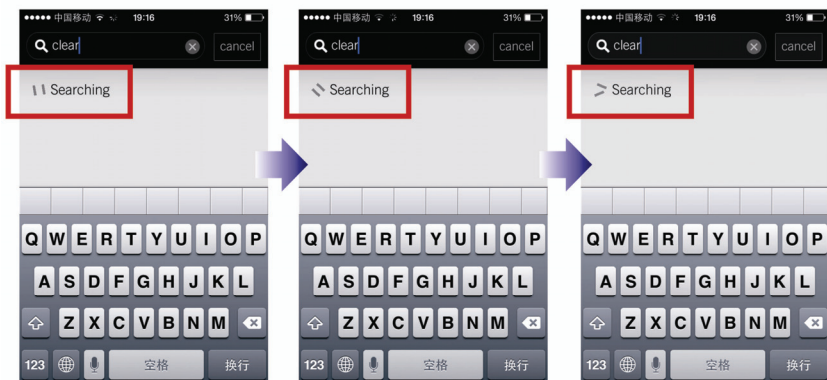 中国移动 19:16 31%
clear cancel
Searching
Q W E R T Y U I O P
A S D F G H J K L
Z X C V B N M
123 空格 换行
中国移动 19:16 31%
clear cancel
Searching
Q W E R T Y U I O P
A S D F G H J K L
Z X C V B N M
123 空格 换行
中国移动 19:16 31%
clear cancel
Searching
Q W E R T Y U I O P
A S D F G H J K L
Z X C V B N M
123 空格 换行